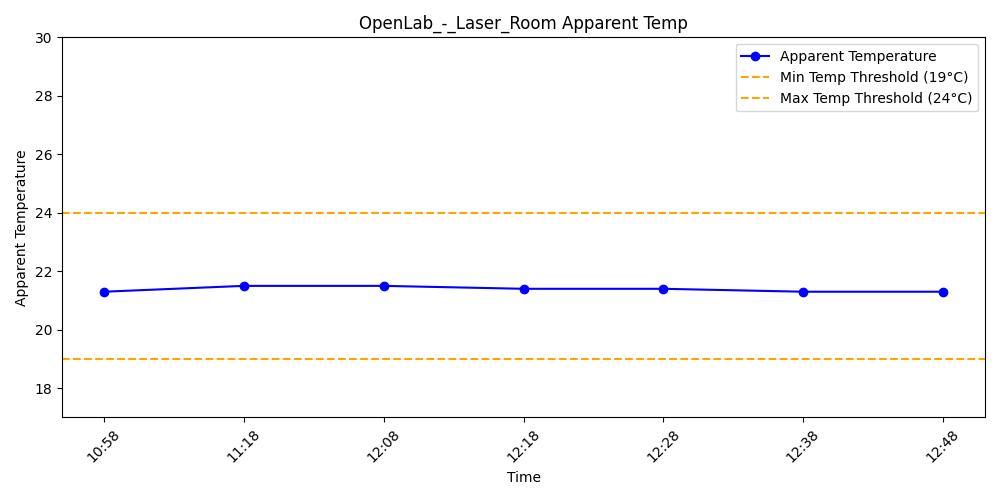 OpenLab_-_Laser_Room Apparent Temp
Apparent Temperature
30
28
26
24
22
20
18
Apparent Temperature
Min Temp Threshold (19°C)
Max Temp Threshold (24°C)
10:58
11:18
12:08
12:18
12:28
12:38
12:48
Time